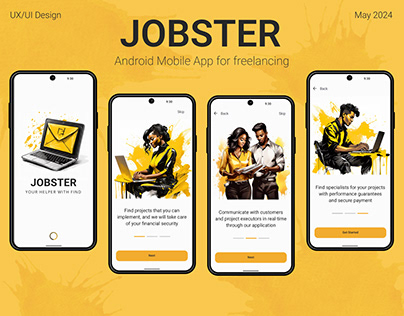 UX/UI Design
JOBSTER
May 2024
Android Mobile App for freelancing
9:30
JOBSTER
YOUR HELPER WITH FIND
9:30
Skip
Find projects that you can
implement, and we will take care
of your financial security
Next
9:30
Back
Skip
Communicate with customers
and project executors in real time
through our application
Next
9:30
Back
Find specialists for your projects
with performance guarantees
and secure payment
Get Started